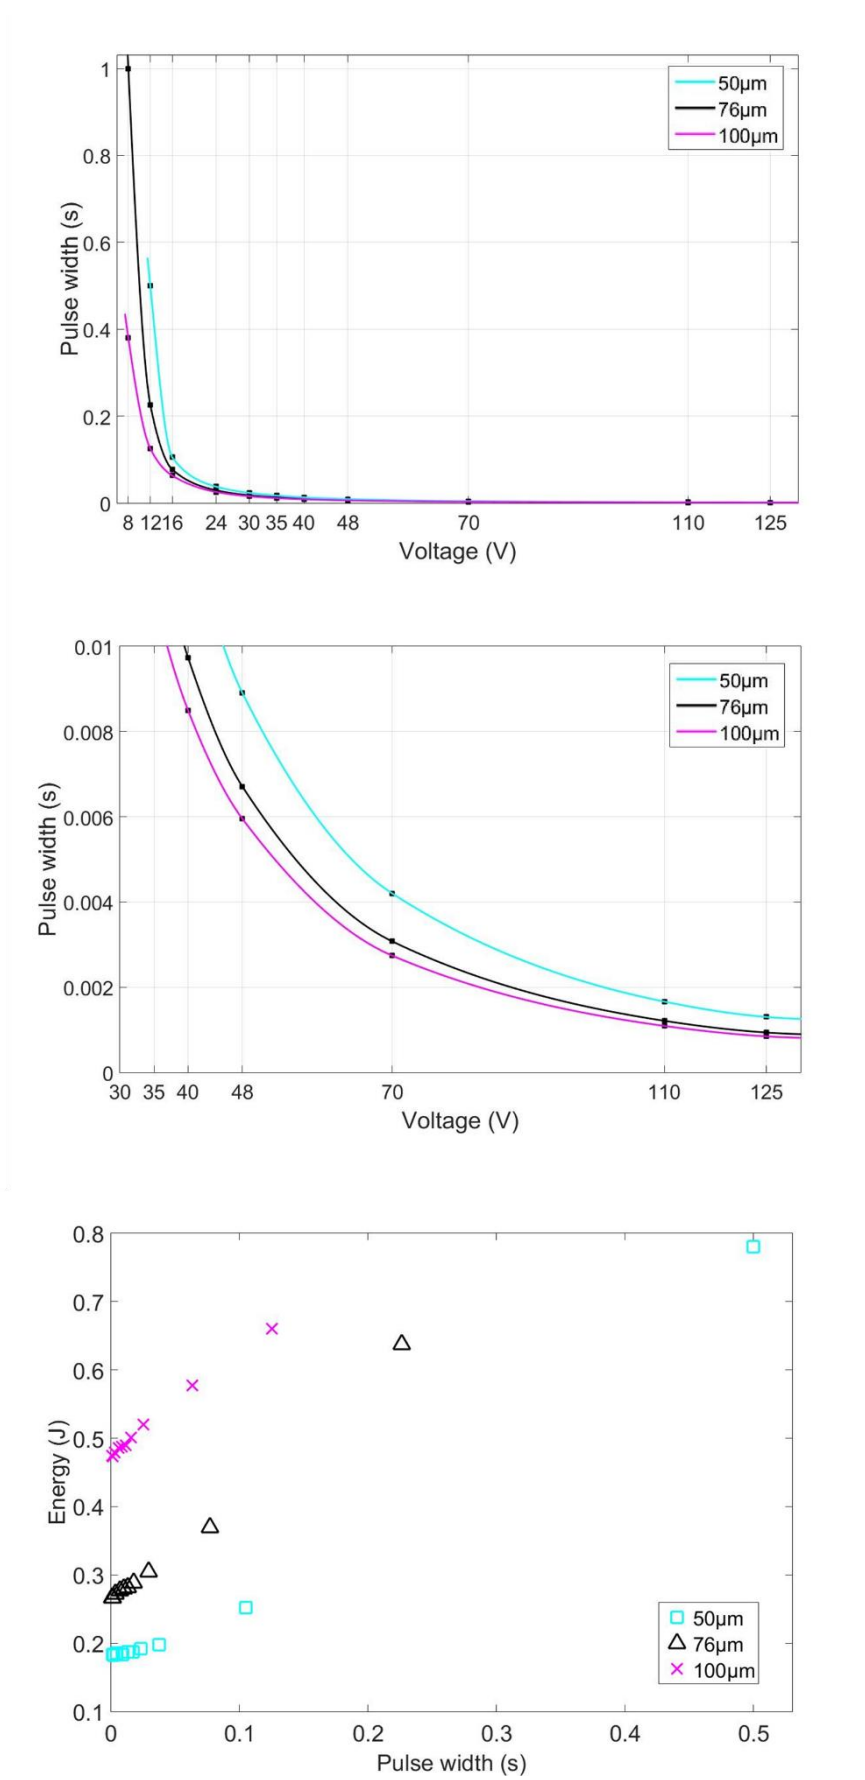 1
0.8
0.6
0.4
0.2
0
Pulse width (s)
8 12 16 24 30 35 40 48 70 110 125
Voltage (V)
50µm
76µm
100µm
0.01
0.008
0.006
0.004
0.002
0
Pulse width (s)
30 35 40 48 70 110 125
Voltage (V)
50µm
76µm
100µm
0.8
0.7
0.6
0.5
0.4
0.3
0.2
0.1
Energy (J)
0 0.1 0.2 0.3 0.4 0.5
Pulse width (s)
50µm
76µm
100µm